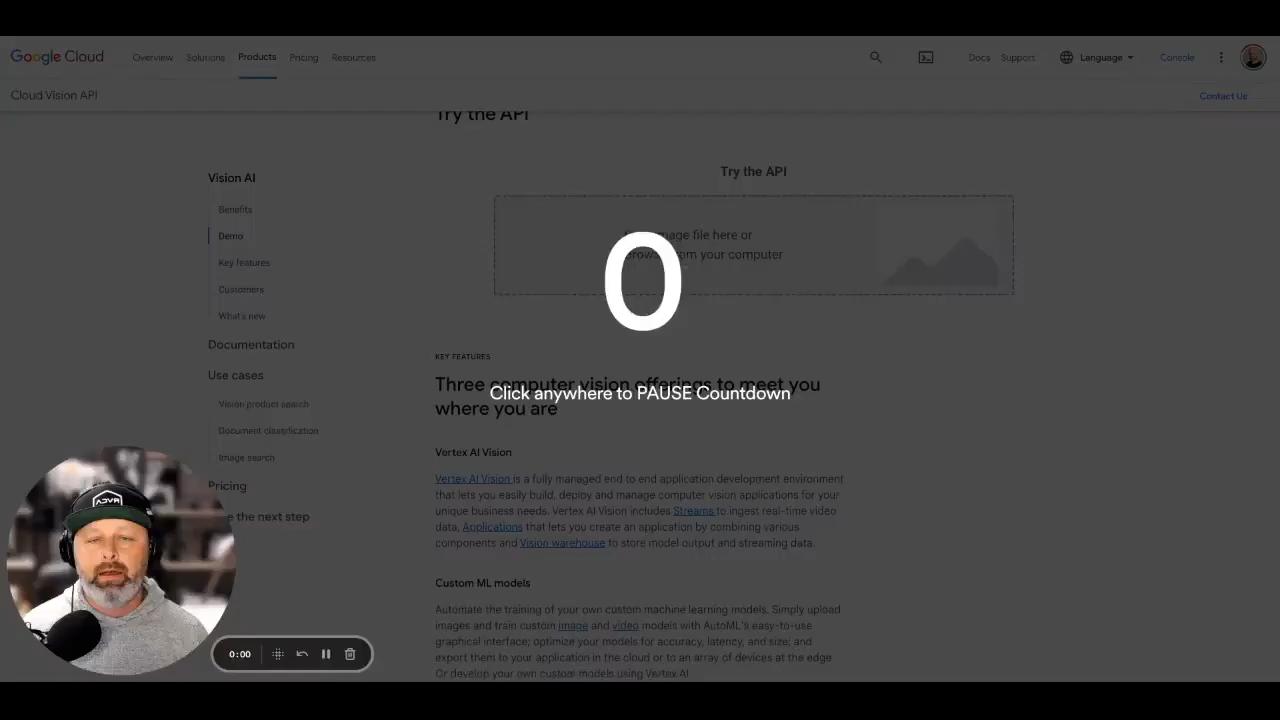 Google Cloud
Overview
Solutions
Products
Pricing
Resources
Docs
Support
Language
Console
Cloud Vision API
Contact Us
Try the API
Vision AI
Benefits
Demo
Key features
Customers
What's new
Documentation
Use cases
Vision product search
Document classification
Image search
Pricing
the next step
Try the API
image file here or
from your computer
0
Click anywhere to PAUSE Countdown
KEY FEATURES
Three computer vision offerings to meet you
where you are
Vertex AI Vision
Vertex AI Vision is a fully managed end to end application development environment
that lets you easily build, deploy and manage computer vision applications for your
unique business needs. Vertex AI Vision includes Streams to ingest real-time video
data, Applications that lets you create an application by combining various
components and Vision warehouse to store model output and streaming data.
Custom ML models
Automate the training of your own custom machine learning models. Simply upload
images and train custom image and video models with AutoML's easy-to-use
graphical interface; optimize your models for accuracy, latency, and size; and
export them to your application in the cloud or to an array of devices at the edge
Or develop your own custom models using Vertex AI
0:00